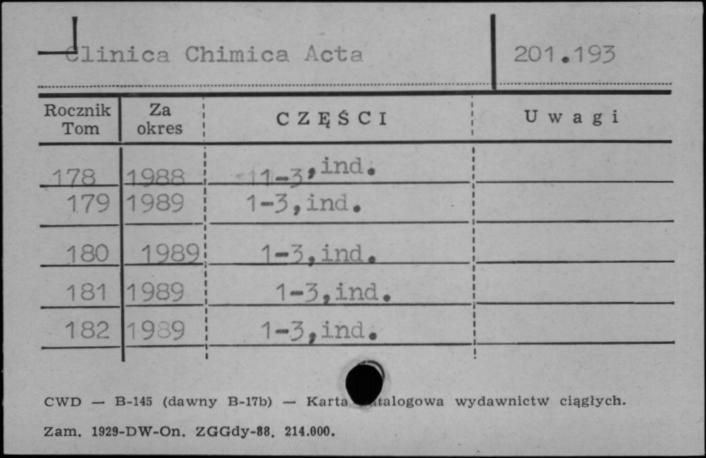 Clinica Chimica Acta 201.193
Rocznik Tom Za okres CZĘŚCI Uwagi
178 1988 1-3, ind.
179 1989 1-3, ind.
180 1989 1-3, ind.
181 1989 1-3, ind.
182 1989 1-3, ind.
CWD — B-145 (dawny B-17b) — Karta katalogowa wydawnictw ciągłych.
Zam. 1929-DW-On. ZGGdy-88. 214.000.